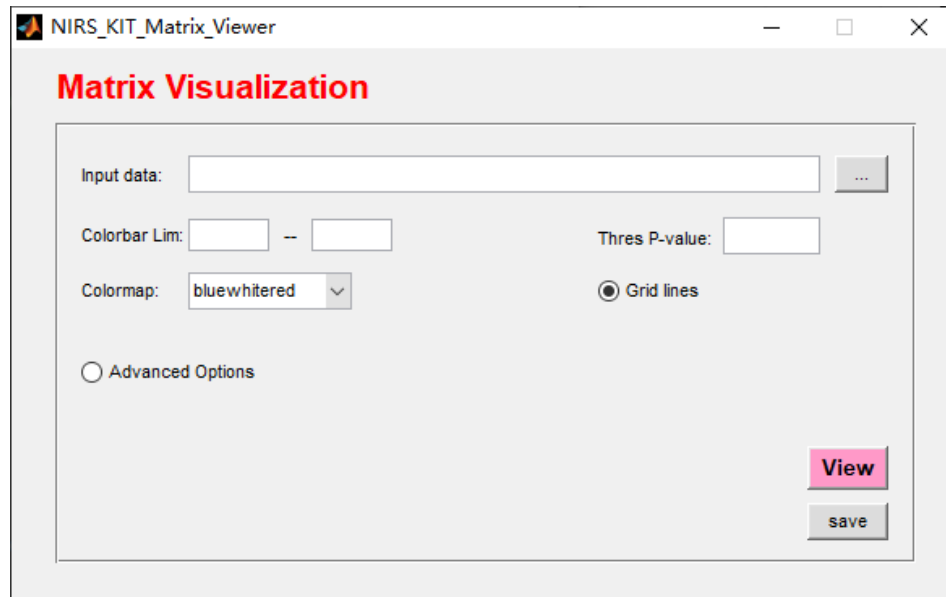 NIRS_KIT_Matrix_Viewer
Matrix Visualization
Input data: ...
Colorbar Lim: -- Thres P-value:
Colormap: bluewhitered Grid lines
Advanced Options
View
save